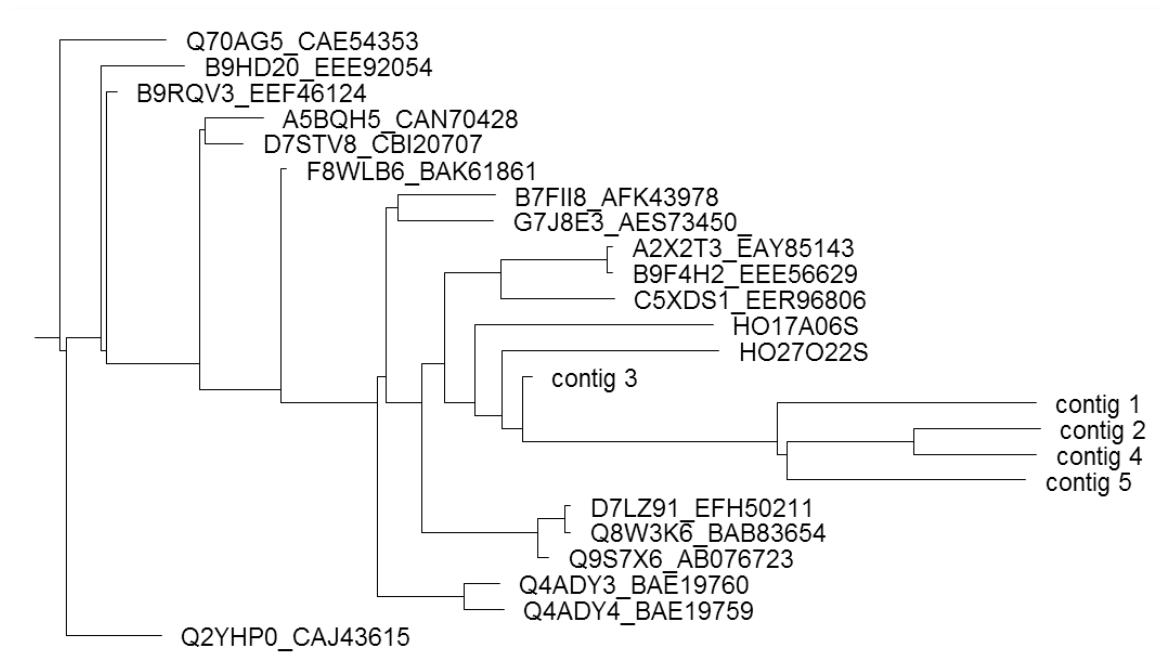 Q70AG5_CAE54353
B9HD20_EEE92054
B9RQV3_EEF46124
A5BQH5_CAN70428
D7STV8_CBI20707
F8WLB6_BAK61861
B7FII8_AFK43978
G7J8E3_AES73450_
A2X2T3_EAY85143
B9F4H2_EEE56629
C5XDS1_EER96806
HO17A06S
HO27O22S
contig 3
contig 1
contig 2
contig 4
contig 5
D7LZ91_EFH50211
Q8W3K6_BAB83654
Q9S7X6_AB076723
Q4ADY3_BAE19760
Q4ADY4_BAE19759
Q2YHP0_CAJ43615